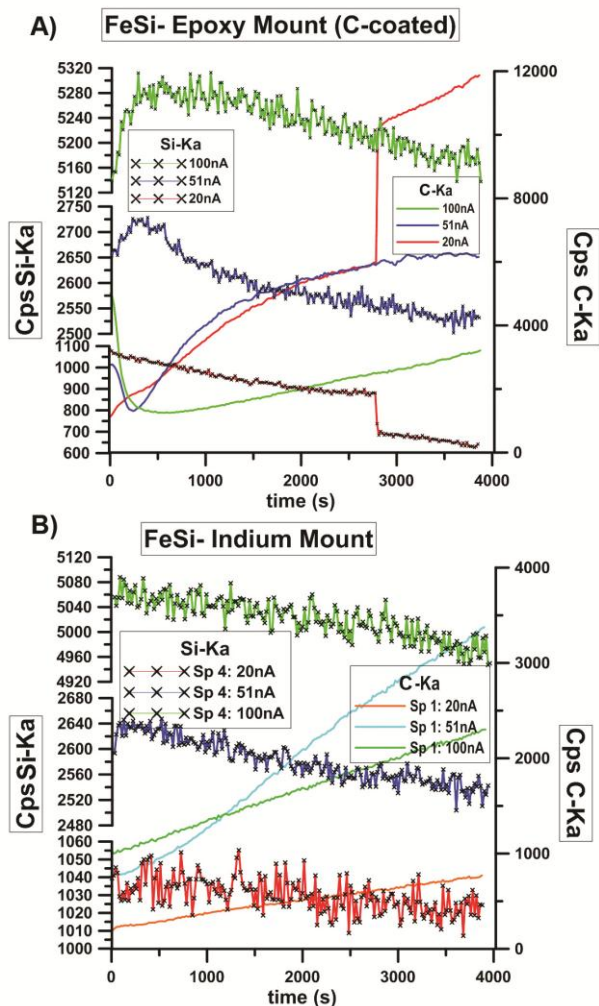 A) FeSi- Epoxy Mount (C-coated)
5320
5280
5240
5200
5160
5120
2750
2700
2650
2600
2550
2500
1100
1000
900
800
700
600
Cps Si-Ka
Si-Ka
100nA
51nA
20nA
C-Ka
100nA
51nA
20nA
12000
8000
4000
0
Cps C-Ka
0 1000 2000 3000 4000
time (s)
B) FeSi- Indium Mount
5120
5080
5040
5000
4960
4920
2680
2640
2600
2560
2520
2480
1060
1050
1040
1030
1020
1010
1000
Cps Si-Ka
Si-Ka
Sp 4: 20nA
Sp 4: 51nA
Sp 4: 100nA
C-Ka
Sp 1: 20nA
Sp 1: 51nA
Sp 1: 100nA
4000
3000
2000
1000
0
Cps C-Ka
0 1000 2000 3000 4000
time (s)